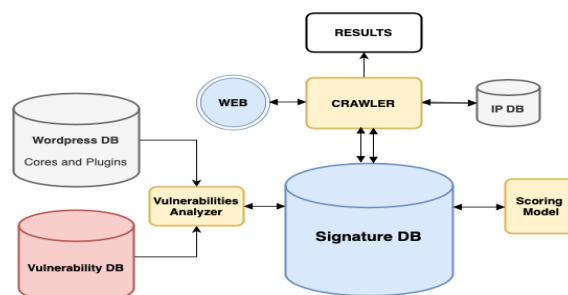 RESULTS
WEB
CRAWLER
IP DB
Wordpress DB
Cores and Plugins
Vulnerabilities
Analyzer
Signature DB
Scoring
Model
Vulnerability DB